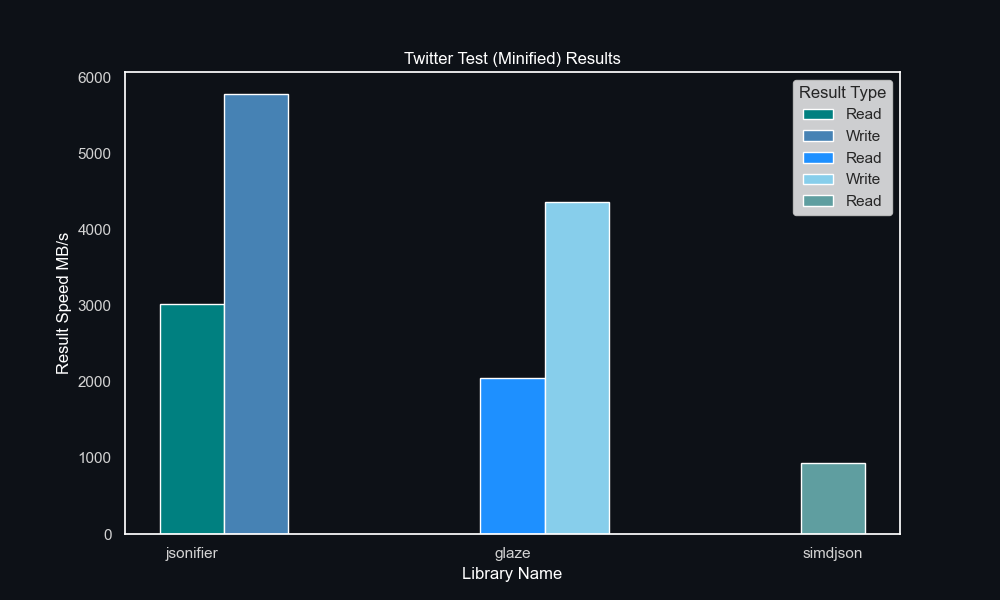 Twitter Test (Minified) Results
6000
5000
4000
3000
2000
1000
0
Result Speed MB/s
Result Type
Read
Write
Read
Write
Read
jsonifier
glaze
simdjson
Library Name